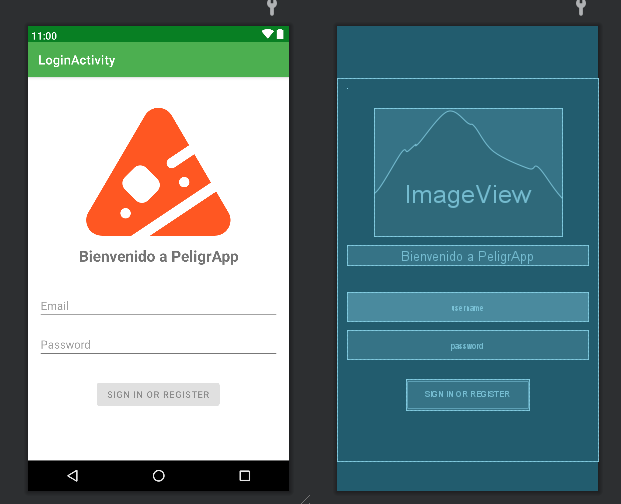 11:00
LoginActivity
Bienvenido a PeligrApp
Email
Password
SIGN IN OR REGISTER
ImageView
Bienvenido a PeligrApp
username
password
SIGN IN OR REGISTER